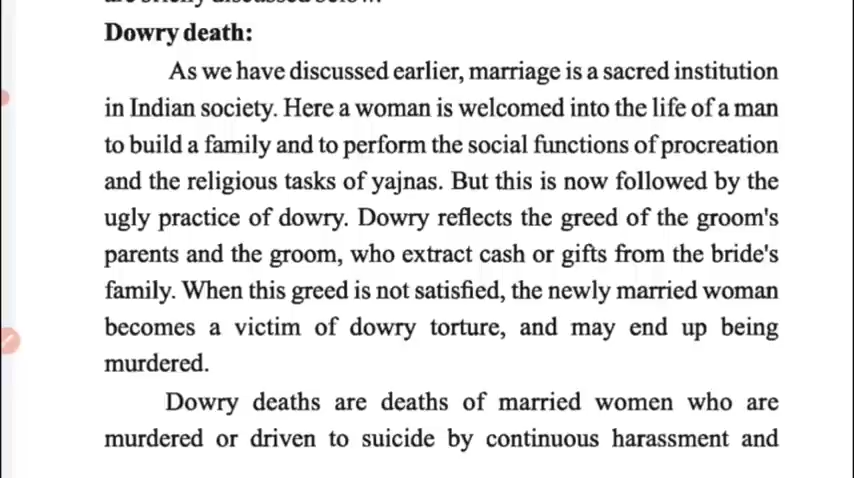 Dowry death:
As we have discussed earlier, marriage is a sacred institution
in Indian society. Here a woman is welcomed into the life of a man
to build a family and to perform the social functions of procreation
and the religious tasks of yajnas. But this is now followed by the
ugly practice of dowry. Dowry reflects the greed of the groom's
parents and the groom, who extract cash or gifts from the bride's
family. When this greed is not satisfied, the newly married woman
becomes a victim of dowry torture, and may end up being
murdered.
Dowry deaths are deaths of married women who are
murdered or driven to suicide by continuous harassment and